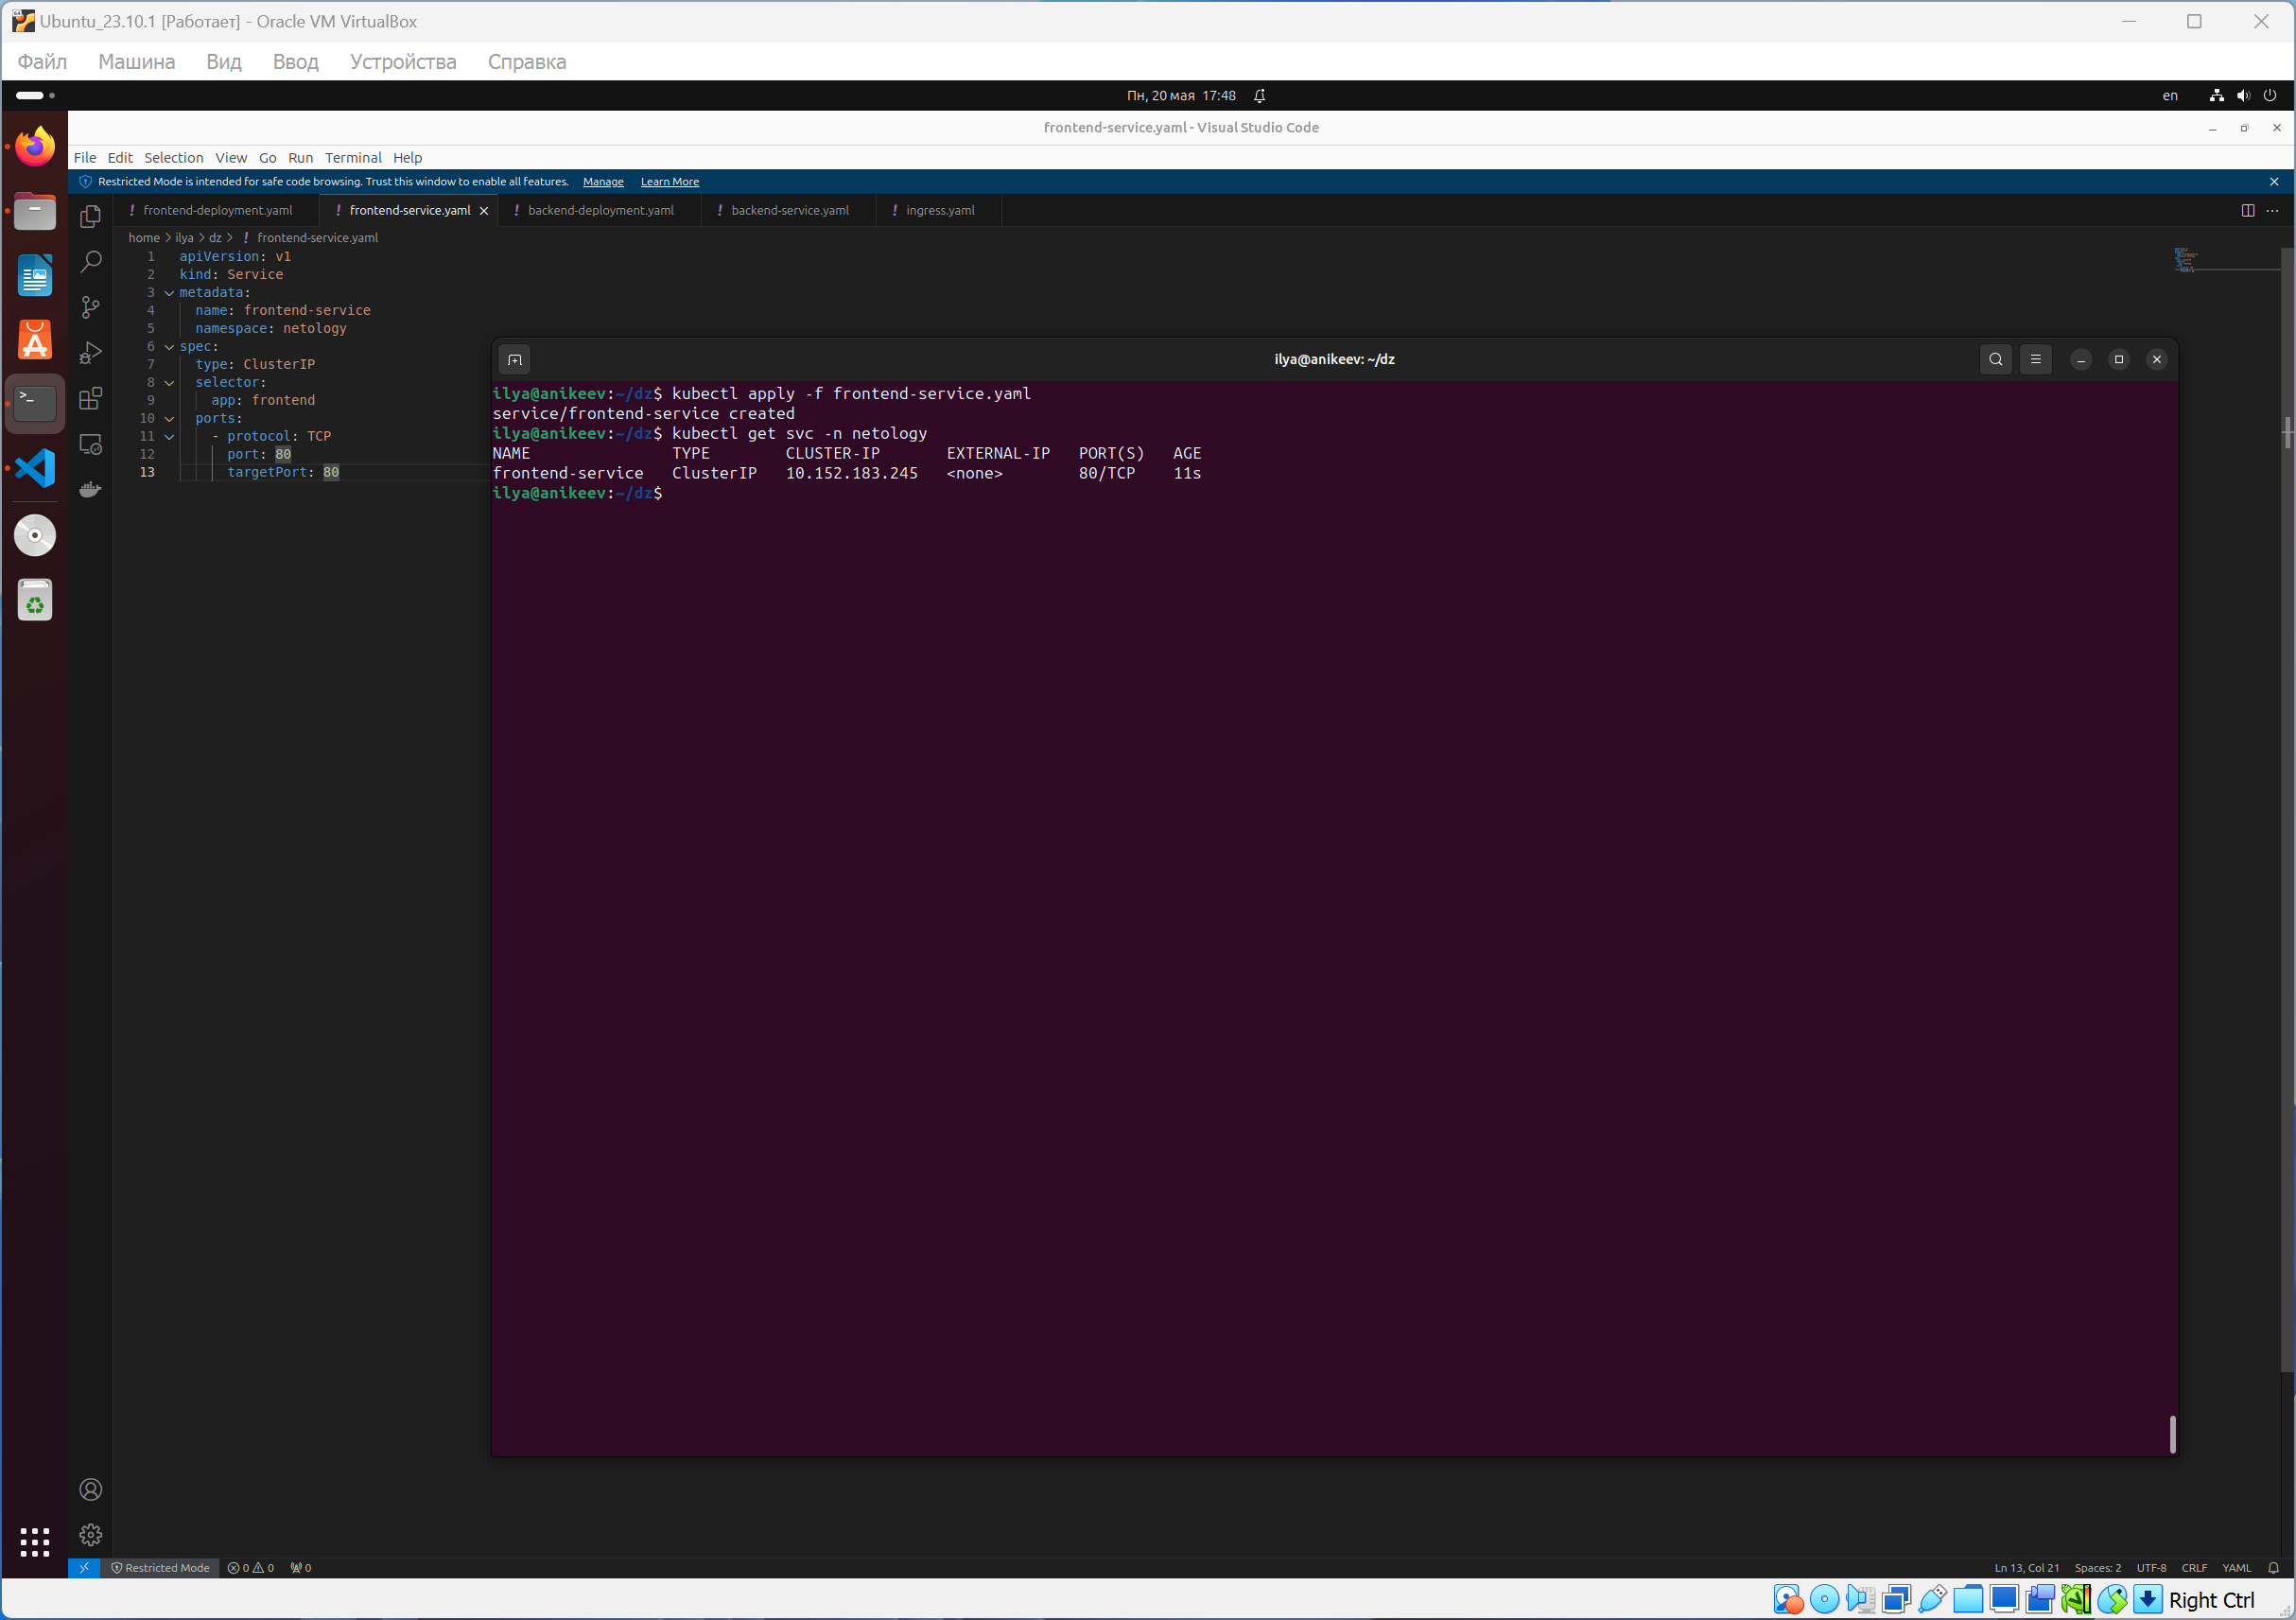 Ubuntu_23.10.1 [Работает] - Oracle VM VirtualBox
Файл Машина Вид Ввод Устройства Справка
Пн, 20 мая 17:48
en
frontend-service.yaml - Visual Studio Code
File Edit Selection View Go Run Terminal Help
Restricted Mode is intended for safe code browsing. Trust this window to enable all features. Manage Learn More
! frontend-deployment.yaml ! frontend-service.yaml ! backend-deployment.yaml ! backend-service.yaml ! ingress.yaml
home > ilya > dz > ! frontend-service.yaml
1 apiVersion: v1
2 kind: Service
3 metadata:
4 name: frontend-service
5 namespace: netology
6 spec:
7 type: ClusterIP
8 selector:
9 app: frontend
10 ports:
11 - protocol: TCP
12 port: 80
13 targetPort: 80
ilya@anikeev: ~/dz
ilya@anikeev:~/dz$ kubectl apply -f frontend-service.yaml
service/frontend-service created
ilya@anikeev:~/dz$ kubectl get svc -n netology
NAME TYPE CLUSTER-IP EXTERNAL-IP PORT(S) AGE
frontend-service ClusterIP 10.152.183.245 <none> 80/TCP 11s
ilya@anikeev:~/dz$
Restricted Mode 0 0 0
Ln 13, Col 21 Spaces: 2 UTF-8 CRLF YAML
Right Ctrl